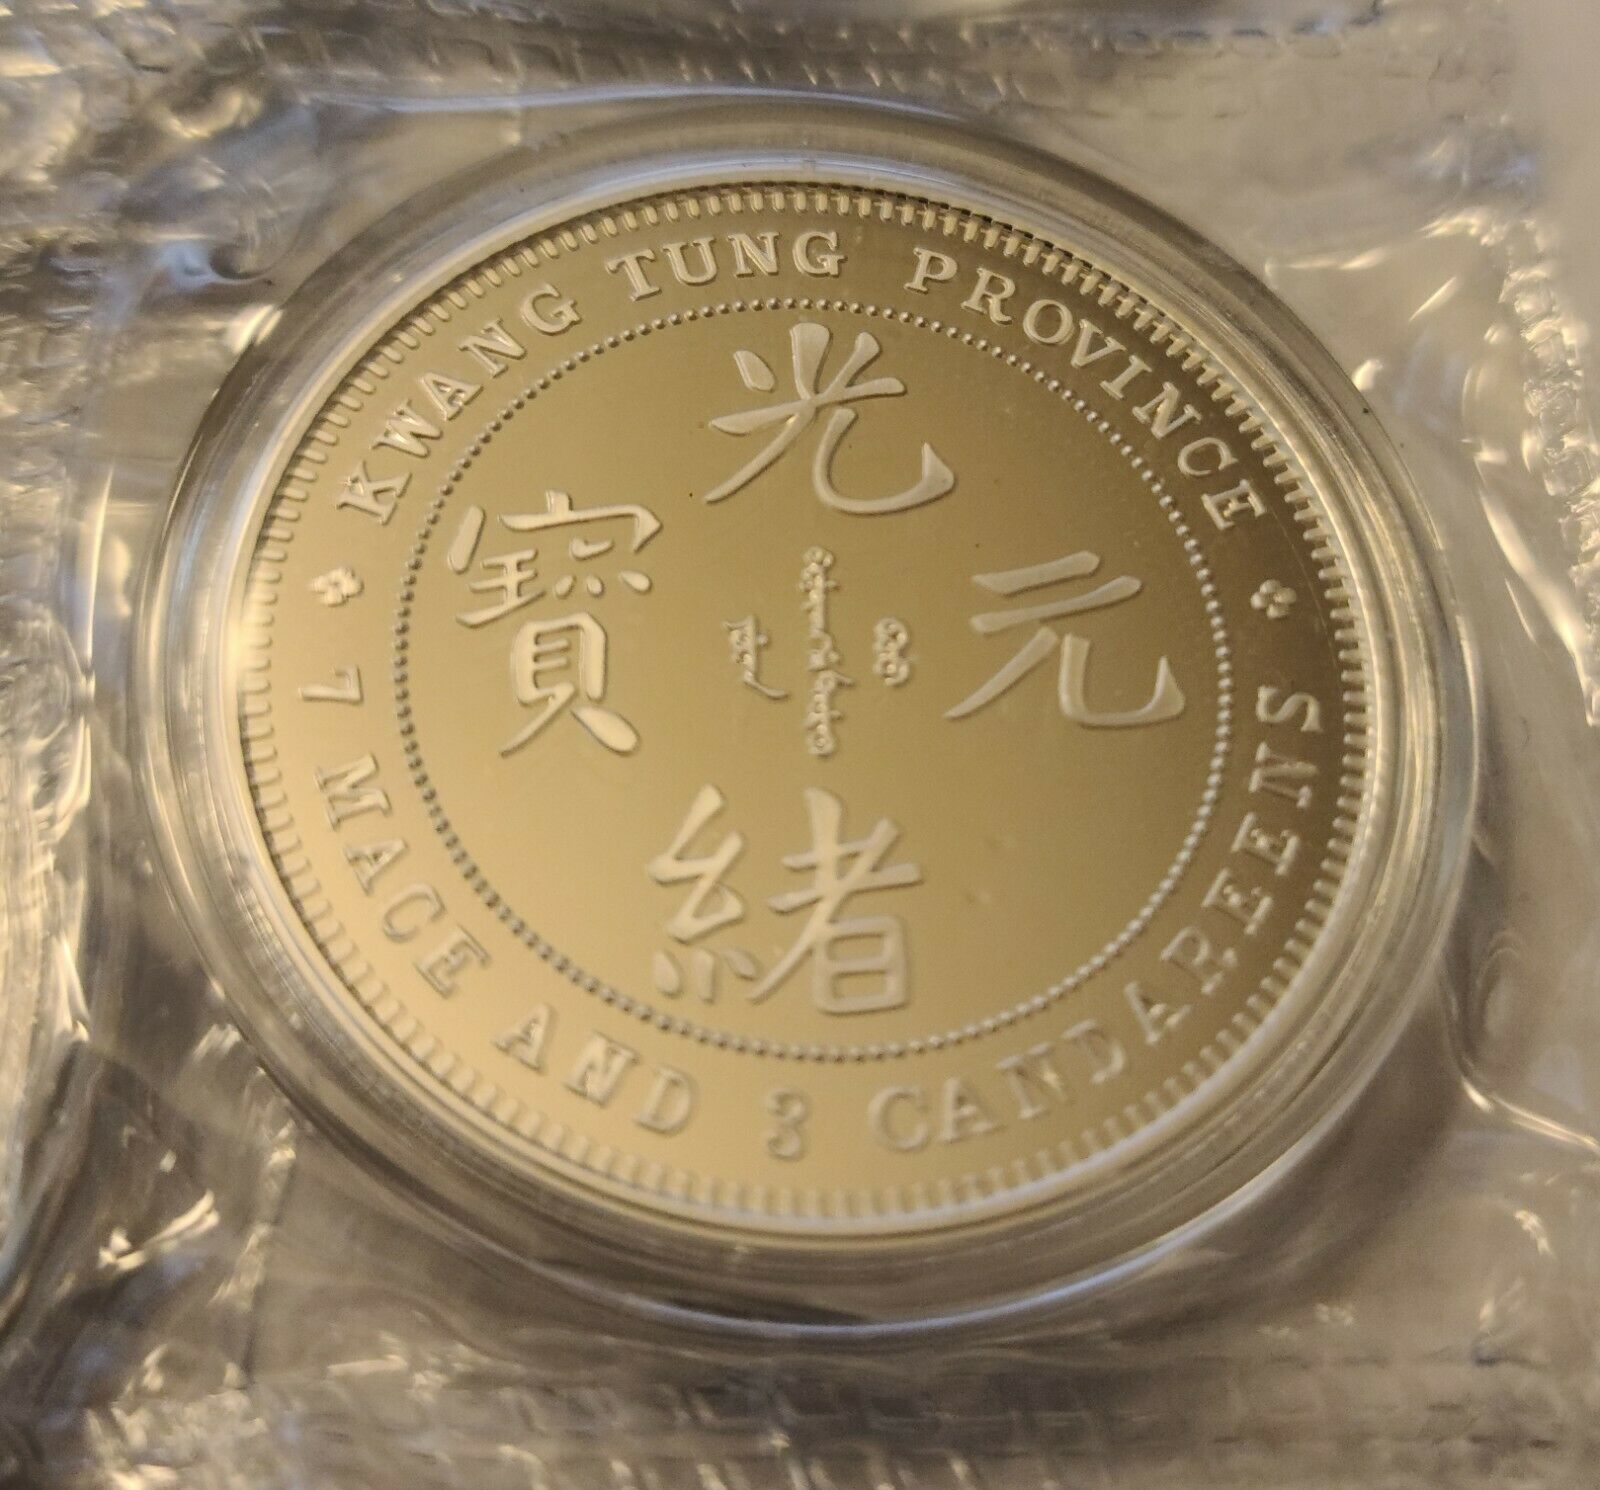 KWANG TUNG PROVINCE
光
元
緒
寶
7 MACE AND 3 CANDAREENS